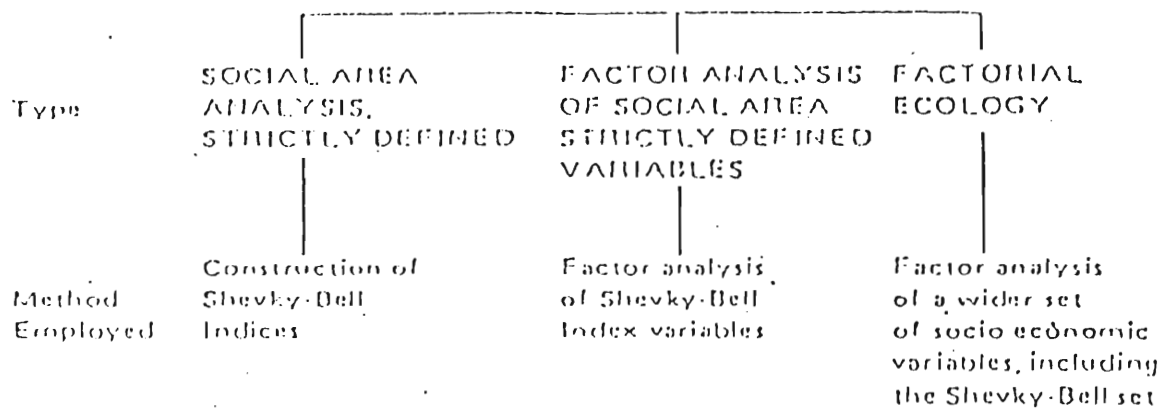 Type
SOCIAL AREA
ANALYSIS,
STRICTLY DEFINED
FACTOR ANALYSIS
OF SOCIAL AREA
STRICTLY DEFINED
VARIABLES
FACTORIAL
ECOLOGY
Method
Employed
Construction of
Shevky-Bell
Indices
Factor analysis
of Shevky-Bell
Index variables
Factor analysis
of a wider set
of socio economic
variables, including
the Shevky-Bell set